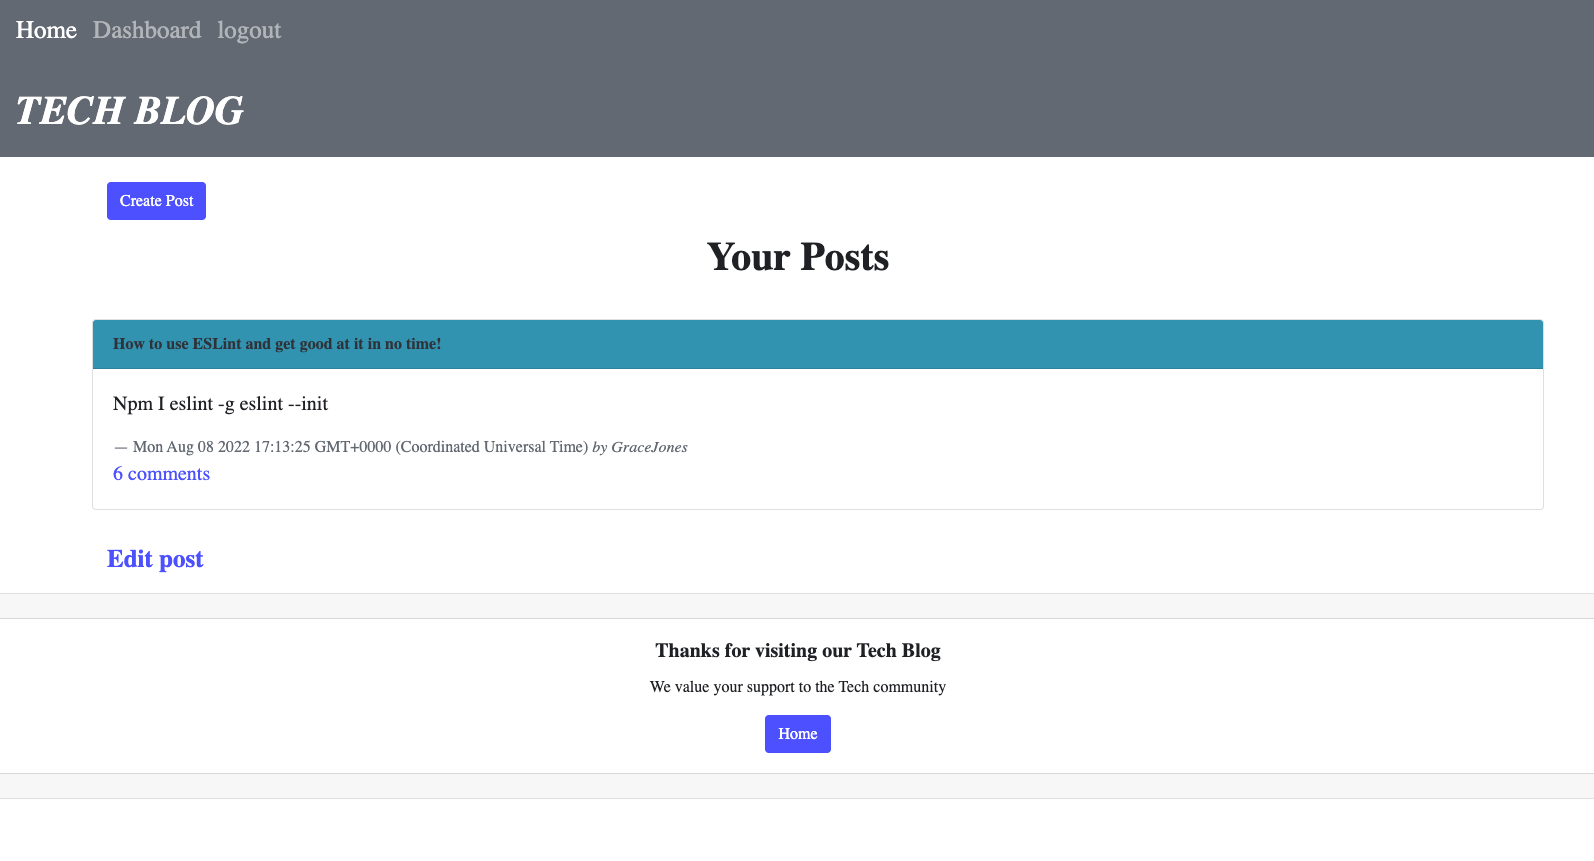 Home Dashboard logout
TECH BLOG
Create Post
Your Posts
How to use ESLint and get good at it in no time!
Npm I eslint -g eslint --init
— Mon Aug 08 2022 17:13:25 GMT+0000 (Coordinated Universal Time) by GraceJones
6 comments
Edit post
Thanks for visiting our Tech Blog
We value your support to the Tech community
Home